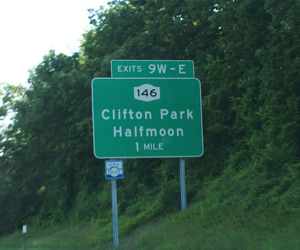 EXITS 9W-E
146
Clifton Park
Halfmoon
1 MILE